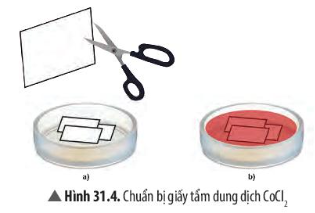 a)
b)
▲ Hình 31.4. Chuẩn bị giấy tẩm dung dịch CoCl₂